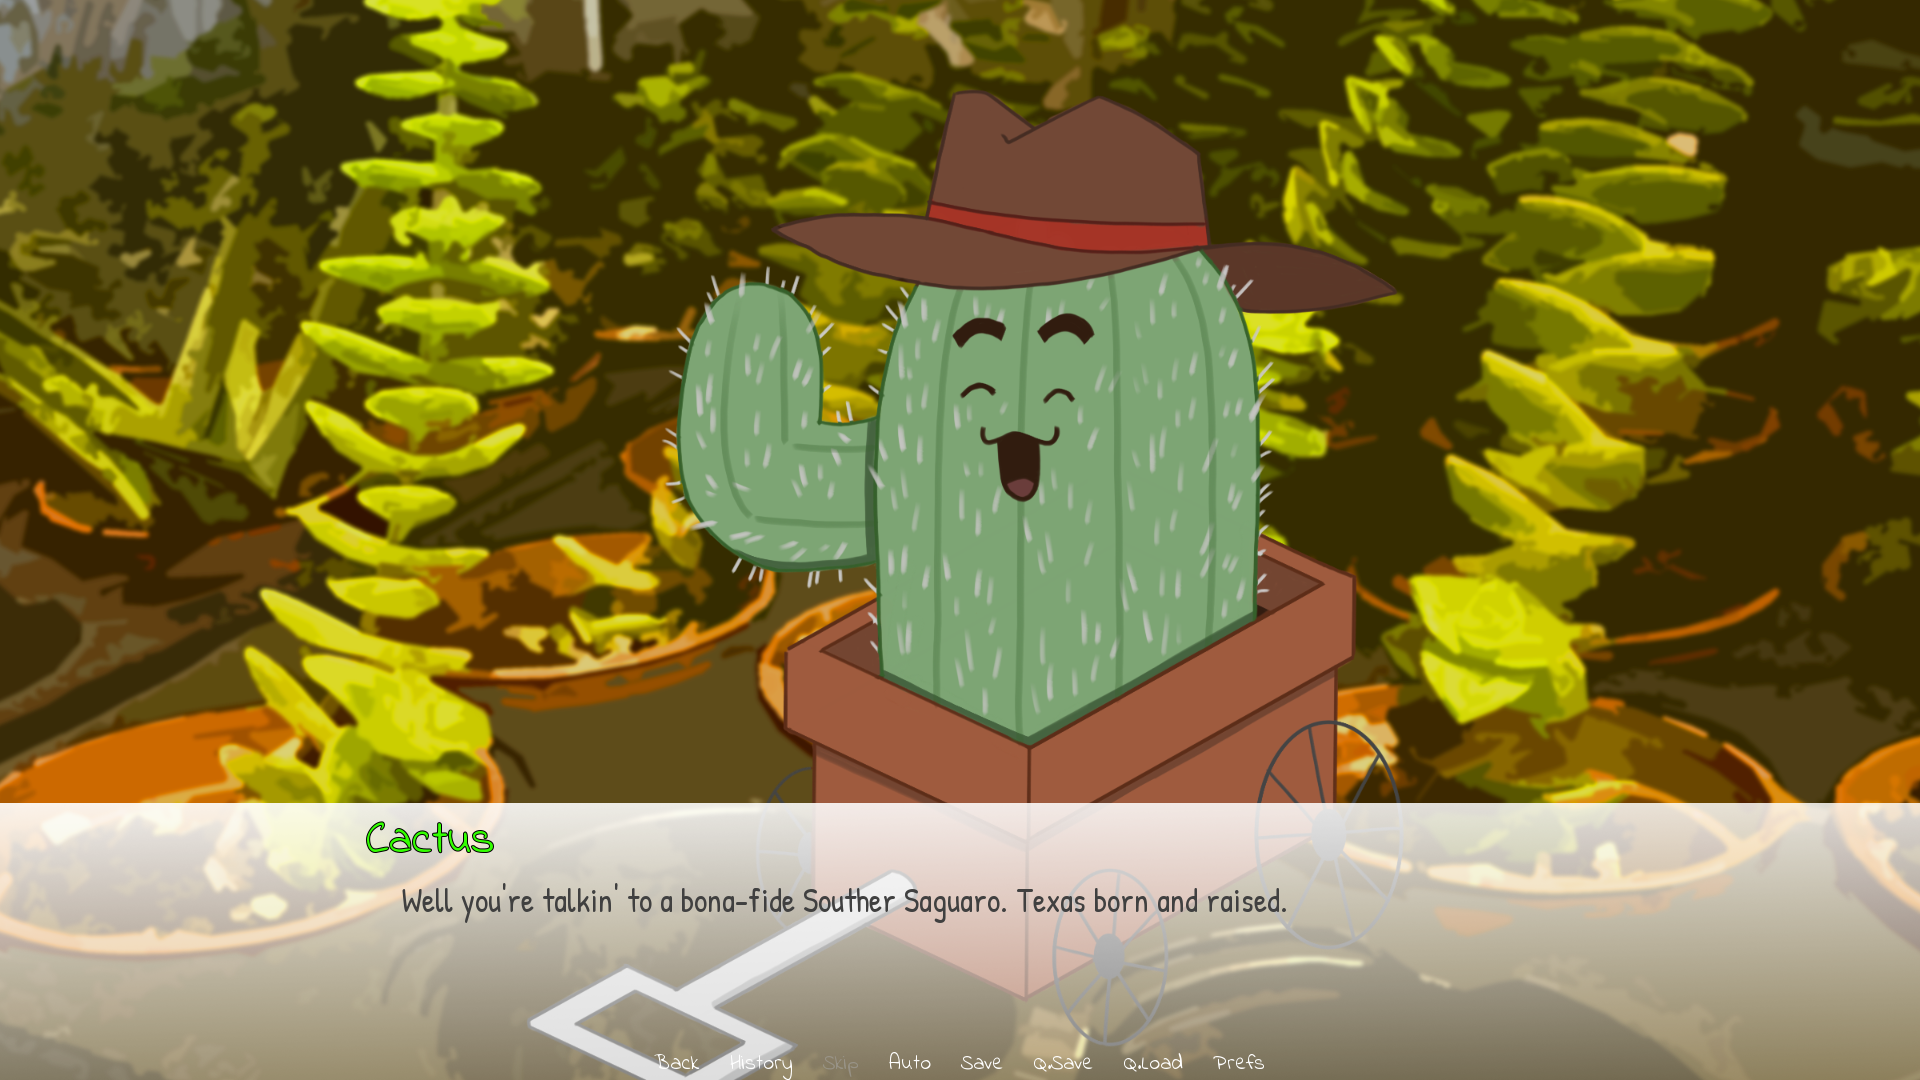 Cactus
Well you're talkin' to a bona-fide Souther Saguaro. Texas born and raised.
Back History Skip Auto Save Q.Save Q.Load Prefs